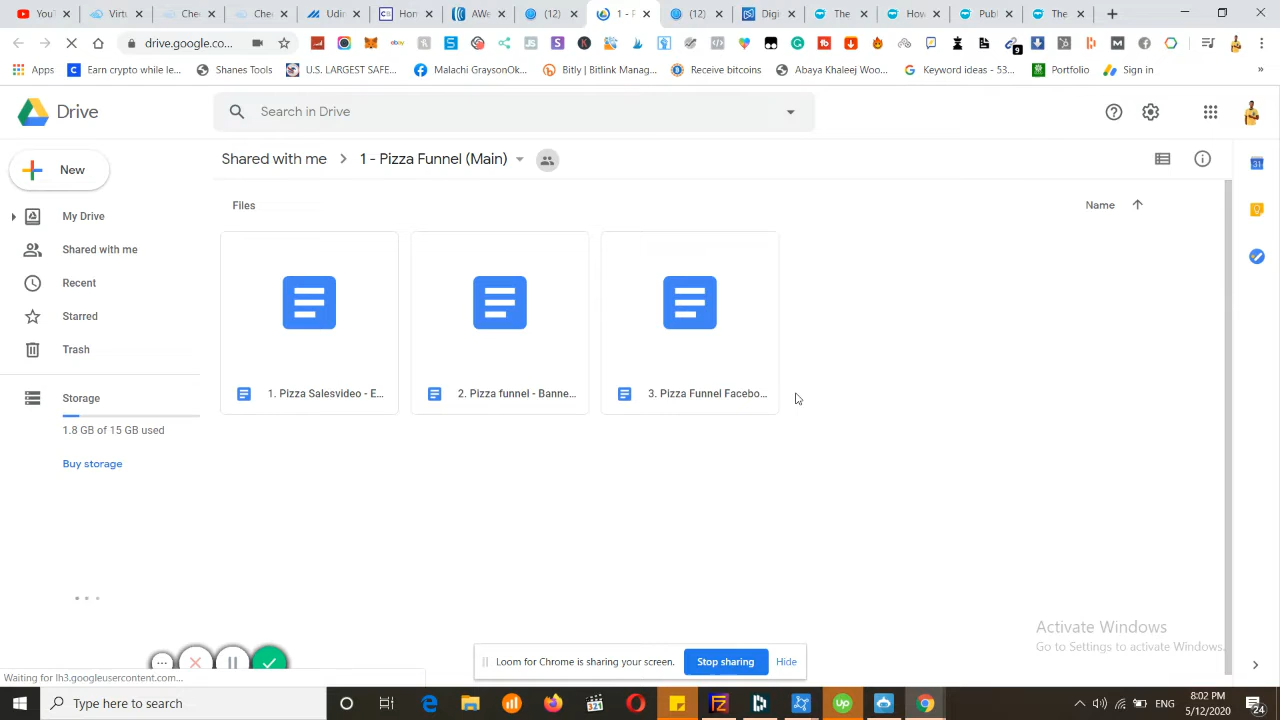 You
Virtu
Che
Che
Udir
Hor
AWe
(12)
1 - F
(12)
Digi
The
How
Publ
The
drive.google.co...
Apps
Earn crypto while le...
Shanes Tools
U.S. LARGEST SAFE...
Malachi Graysonck...
Bitly | Bitlink Manag...
Receive bitcoins
Abaya Khaleej Woo...
Keyword ideas - 53...
Portfolio
Sign in
»
Drive
Search in Drive
New
Shared with me
1 - Pizza Funnel (Main)
My Drive
Shared with me
Recent
Starred
Trash
Storage
1.8 GB of 15 GB used
Buy storage
Files
Name
1. Pizza Salesvideo - E...
2. Pizza funnel - Banne...
3. Pizza Funnel Facebo...
31
Activate Windows
Go to Settings to activate Windows.
Loom for Chrome is sharing your screen.
Stop sharing
Hide
Waiting for lh3.googleusercontent.com...
Type here to search
ENG
8:02 PM
5/12/2020
24